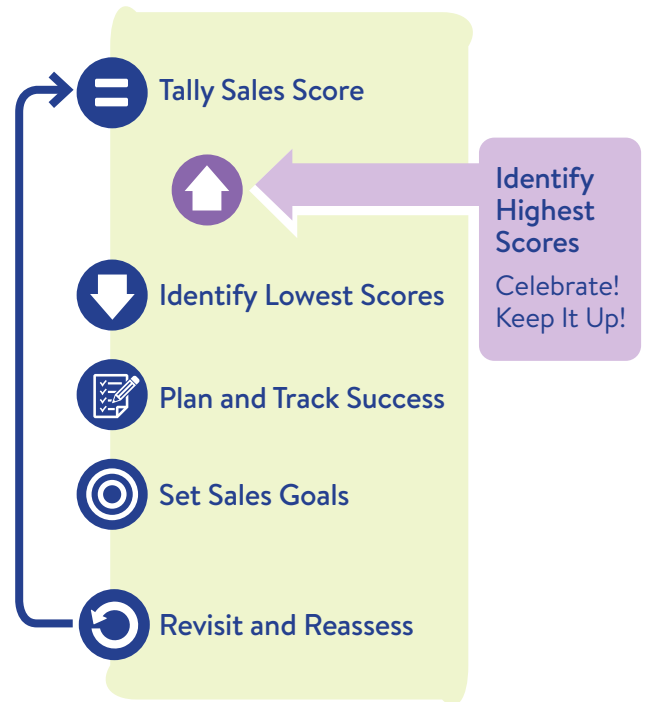 Tally Sales Score
Identify
Highest
Scores
Celebrate!
Keep It Up!
Identify Lowest Scores
Plan and Track Success
Set Sales Goals
Revisit and Reassess